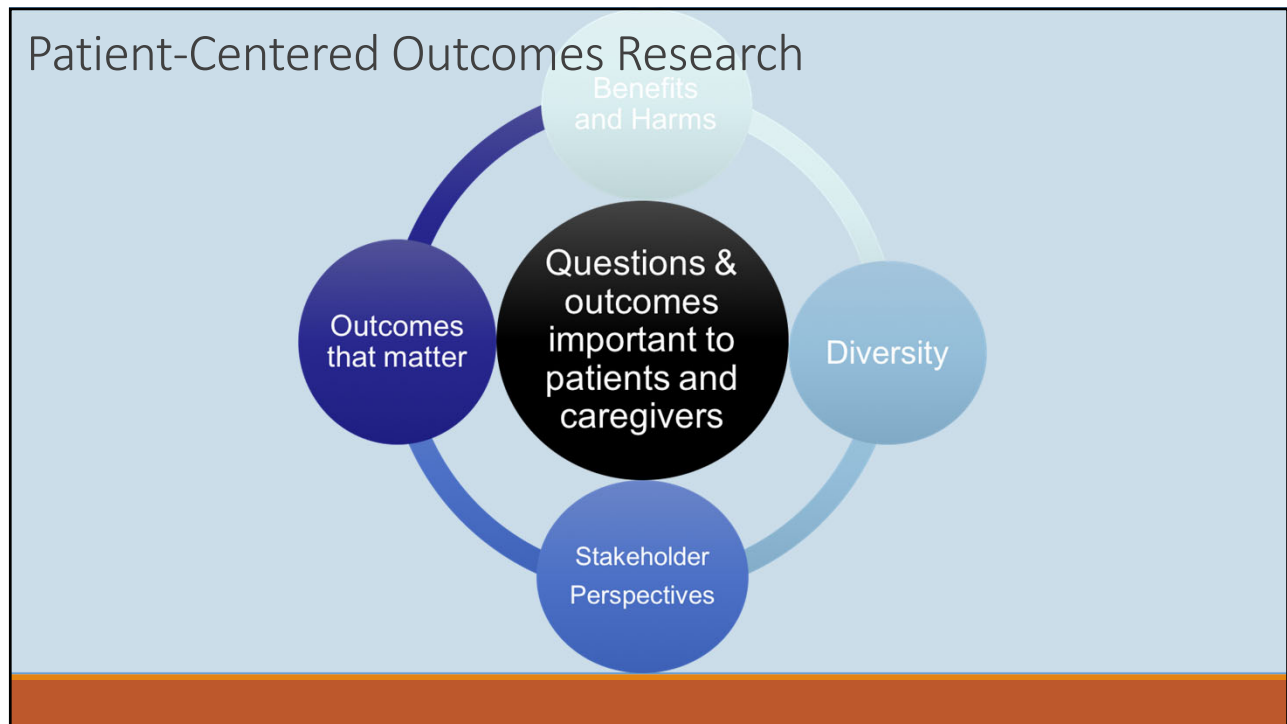 Patient-Centered Outcomes Research
Benefits
and Harms
Questions &
outcomes
important to
patients and
caregivers
Outcomes
that matter
Diversity
Stakeholder
Perspectives